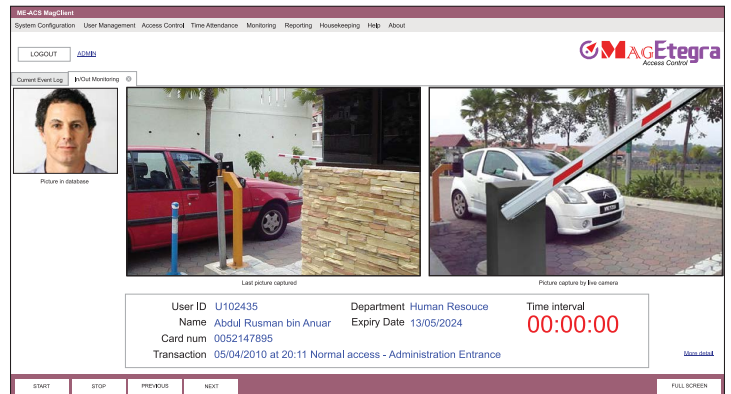 ME-ACS MagClient
System Configuration User Management Access Control Time Attendance Monitoring Reporting Housekeeping Help About
LOGOUT ADMIN
MAGEtegra
Access Control
Current Event Log In/Out Monitoring
Picture in database
Last picture captured
Picture capture by live camera
User ID U102435 Department Human Resouce Time interval
Name Abdul Rusman bin Anuar Expiry Date 13/05/2024 00:00:00
Card num 0052147895
Transaction 05/04/2010 at 20:11 Normal access - Administration Entrance
More detail
START STOP PREVIOUS NEXT FULL SCREEN